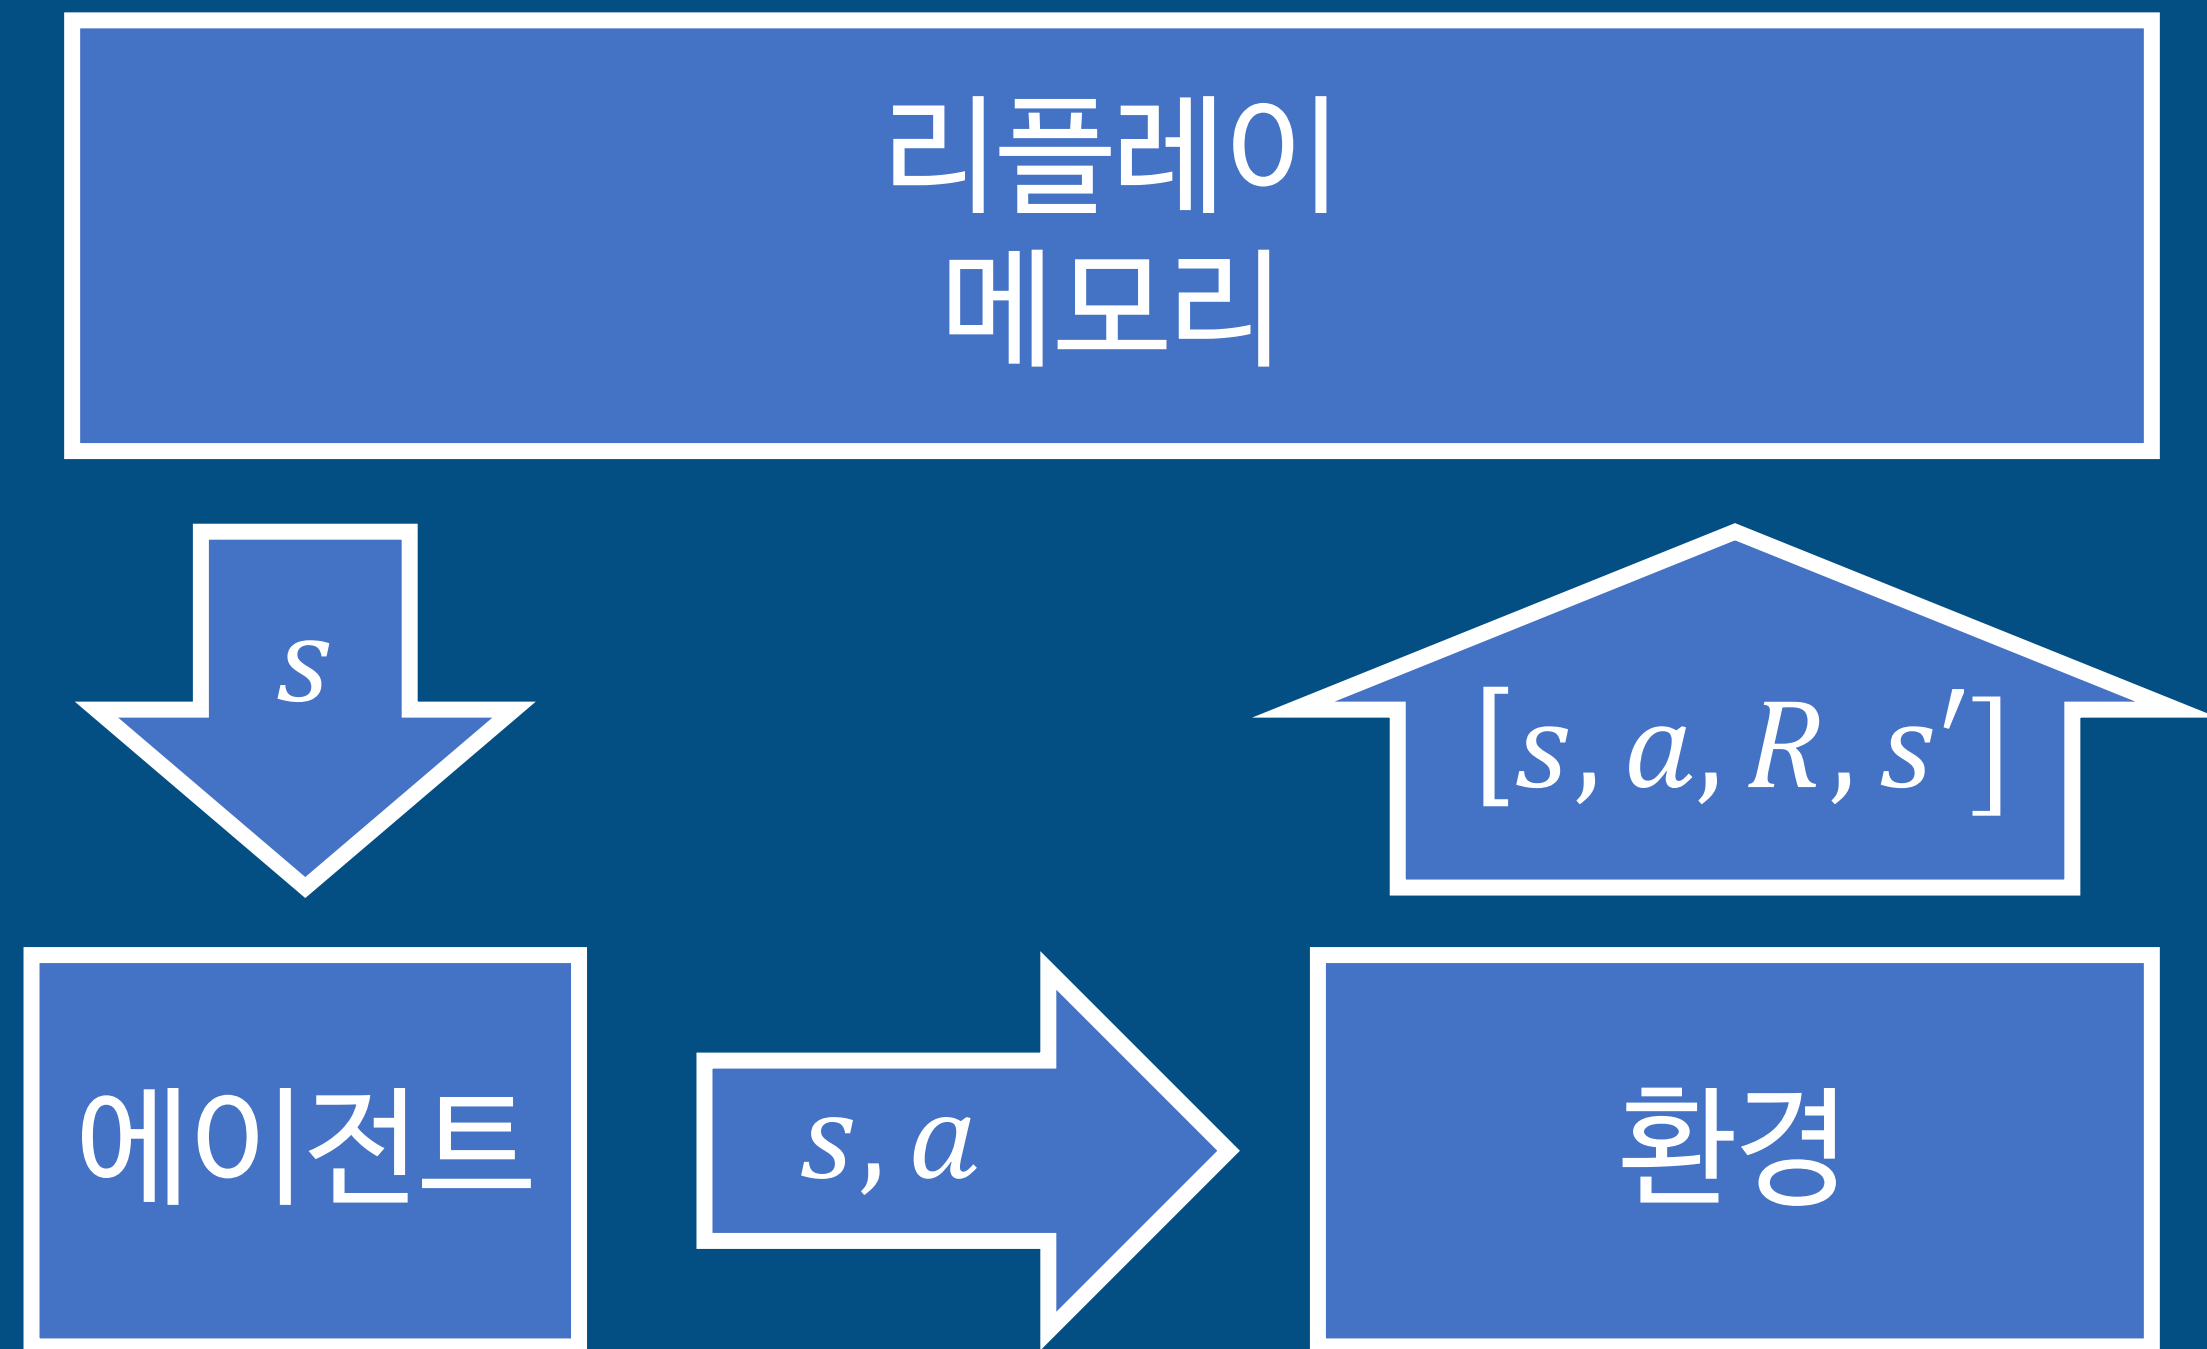 리플레이
메모리
s
[s, a, R, s′]
에이전트
s, a
환경